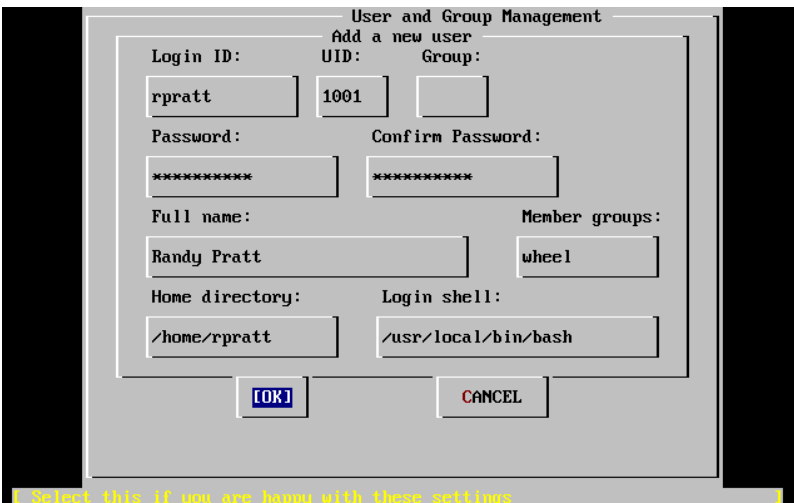 User and Group Management
Add a new user
Login ID: UID: Group:
rpratt 1001
Password: Confirm Password:
********** **********
Full name: Member groups:
Randy Pratt wheel
Home directory: Login shell:
/home/rpratt /usr/local/bin/bash
[OK] CANCEL
[ Select this if you are happy with these settings ]